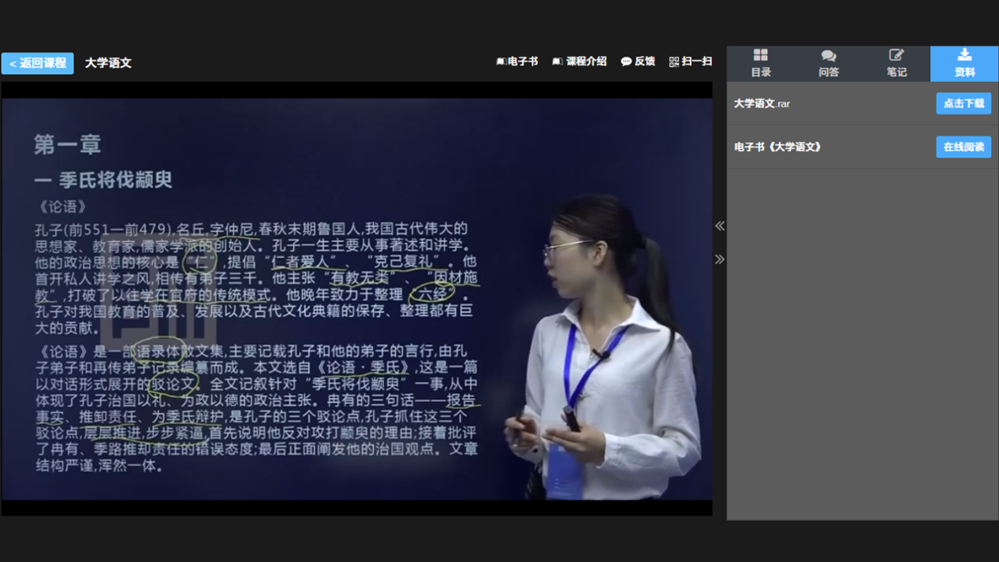 < 返回课程 大学语文 电子书 课程介绍 反馈 扫一扫
目录 问答 笔记 资料
大学语文.rar 点击下载
电子书《大学语文》 在线阅读
第一章
一 季氏将伐颛臾
《论语》
孔子(前551—前479),名丘,字仲尼,春秋末期鲁国人,我国古代伟大的
思想家、教育家,儒家学派的创始人。孔子一生主要从事著述和讲学。
他的政治思想的核心是“仁”,提倡“仁者爱人”、“克己复礼”。他
首开私人讲学之风,相传有弟子三千。他主张“有教无类”、“因材施
教”,打破了以往学在官府的传统模式。他晚年致力于整理“六经”。
孔子对我国教育的普及、发展以及古代文化典籍的保存、整理都有巨
大的贡献。
《论语》是一部语录体散文集,主要记载孔子和他的弟子的言行,由孔
子弟子和再传弟子记录编纂而成。本文选自《论语·季氏》,这是一篇
以对话形式展开的驳论文。全文记叙针对“季氏将伐颛臾”一事,从中
体现了孔子治国以礼、为政以德的政治主张。冉有的三句话——报告
事实、推卸责任、为季氏辩护,是孔子的三个驳论点,孔子抓住这三个
驳论点,层层推进,步步紧逼,首先说明他反对攻打颛臾的理由;接着批评
了冉有、季路推却责任的错误态度;最后正面阐发他的治国观点。文章
结构严谨,浑然一体。